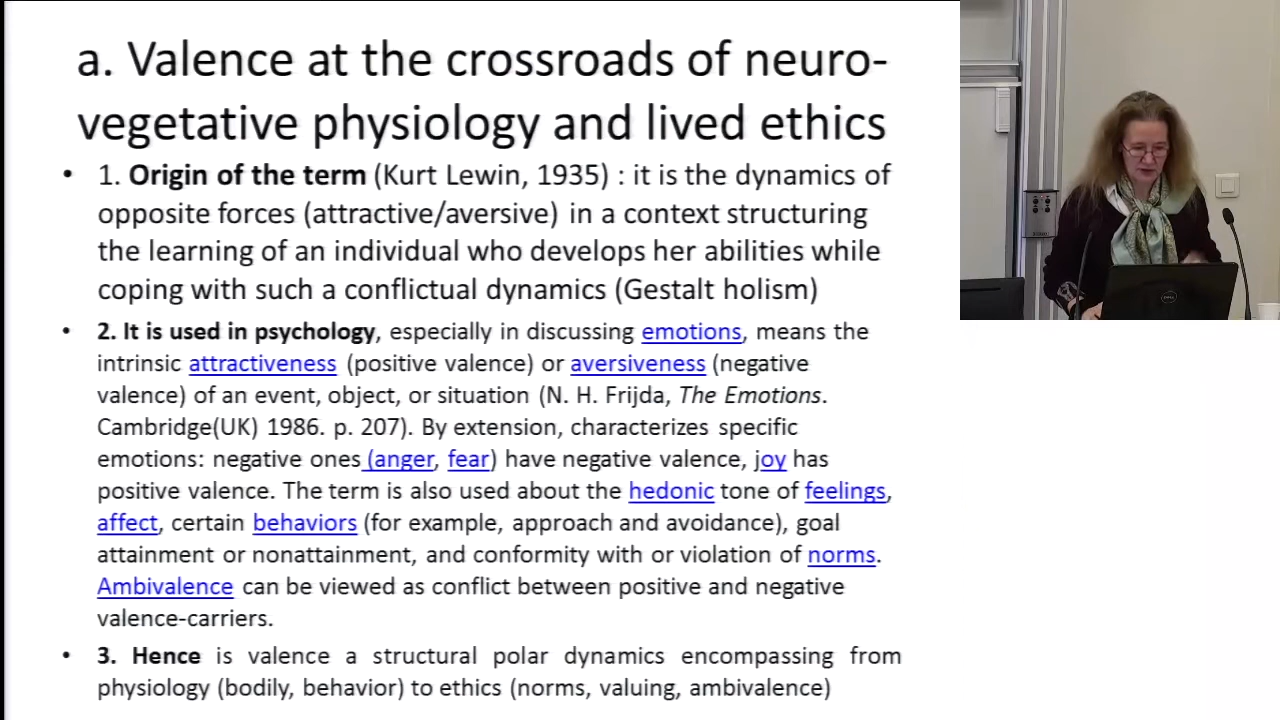 a. Valence at the crossroads of neuro-
vegetative physiology and lived ethics
• 1. Origin of the term (Kurt Lewin, 1935) : it is the dynamics of
opposite forces (attractive/aversive) in a context structuring
the learning of an individual who develops her abilities while
coping with such a conflictual dynamics (Gestalt holism)
• 2. It is used in psychology, especially in discussing emotions, means the
intrinsic attractiveness (positive valence) or aversiveness (negative
valence) of an event, object, or situation (N. H. Frijda, The Emotions.
Cambridge(UK) 1986. p. 207). By extension, characterizes specific
emotions: negative ones (anger, fear) have negative valence, joy has
positive valence. The term is also used about the hedonic tone of feelings,
affect, certain behaviors (for example, approach and avoidance), goal
attainment or nonattainment, and conformity with or violation of norms.
Ambivalence can be viewed as conflict between positive and negative
valence-carriers.
• 3. Hence is valence a structural polar dynamics encompassing from
physiology (bodily, behavior) to ethics (norms, valuing, ambivalence)
DELL